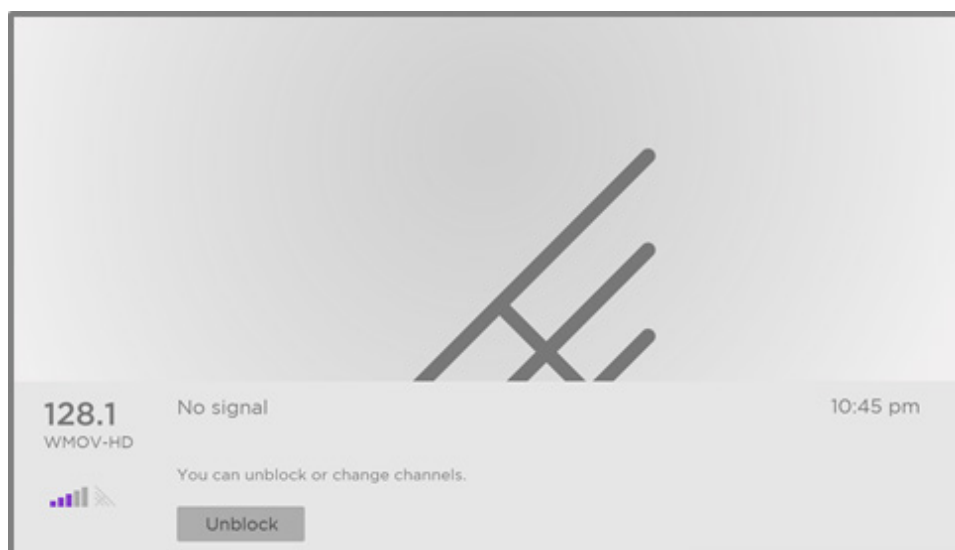 128.1
No signal
10:45 pm
WMOV-HD
You can unblock or change channels.
Unblock